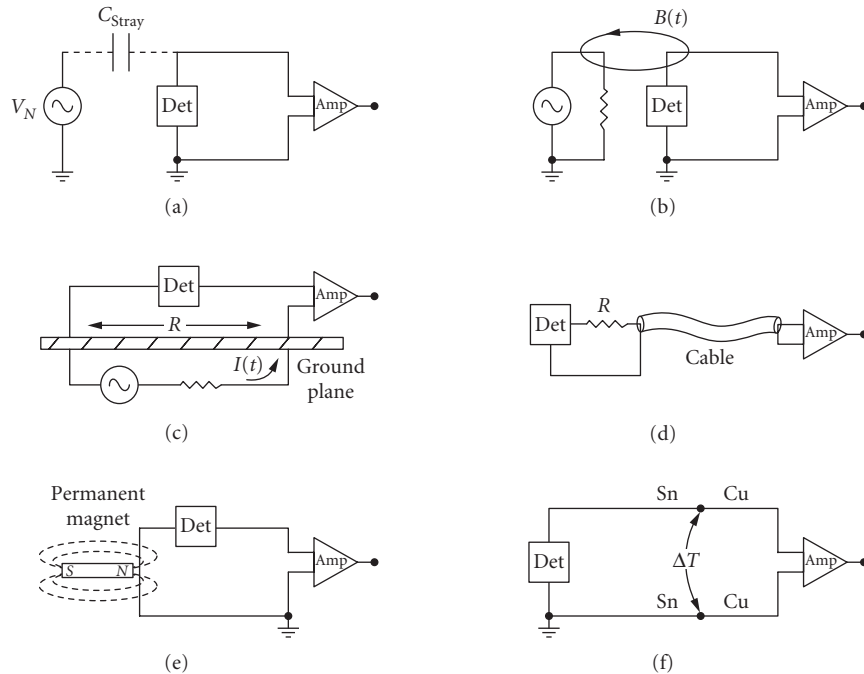 C_Stray
V_N
Det
Amp
(a)
B(t)
Det
Amp
(b)
Det
Amp
R
I(t)
Ground
plane
(c)
Det
R
Cable
Amp
(d)
Permanent
magnet
S N
Det
Amp
(e)
Sn Cu
Det
ΔT
Amp
Sn Cu
(f)